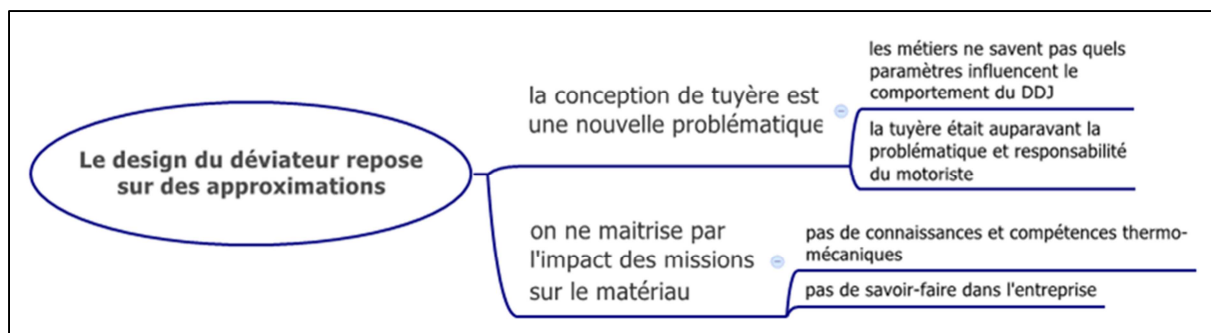 Le design du déviateur repose
sur des approximations
la conception de tuyère est
une nouvelle problématique
les métiers ne savent pas quels
paramètres influencent le
comportement du DDJ
la tuyère était auparavant la
problématique et responsabilité
du motoriste
on ne maitrise par
l'impact des missions
sur le matériau
pas de connaissances et compétences thermo-
mécaniques
pas de savoir-faire dans l'entreprise